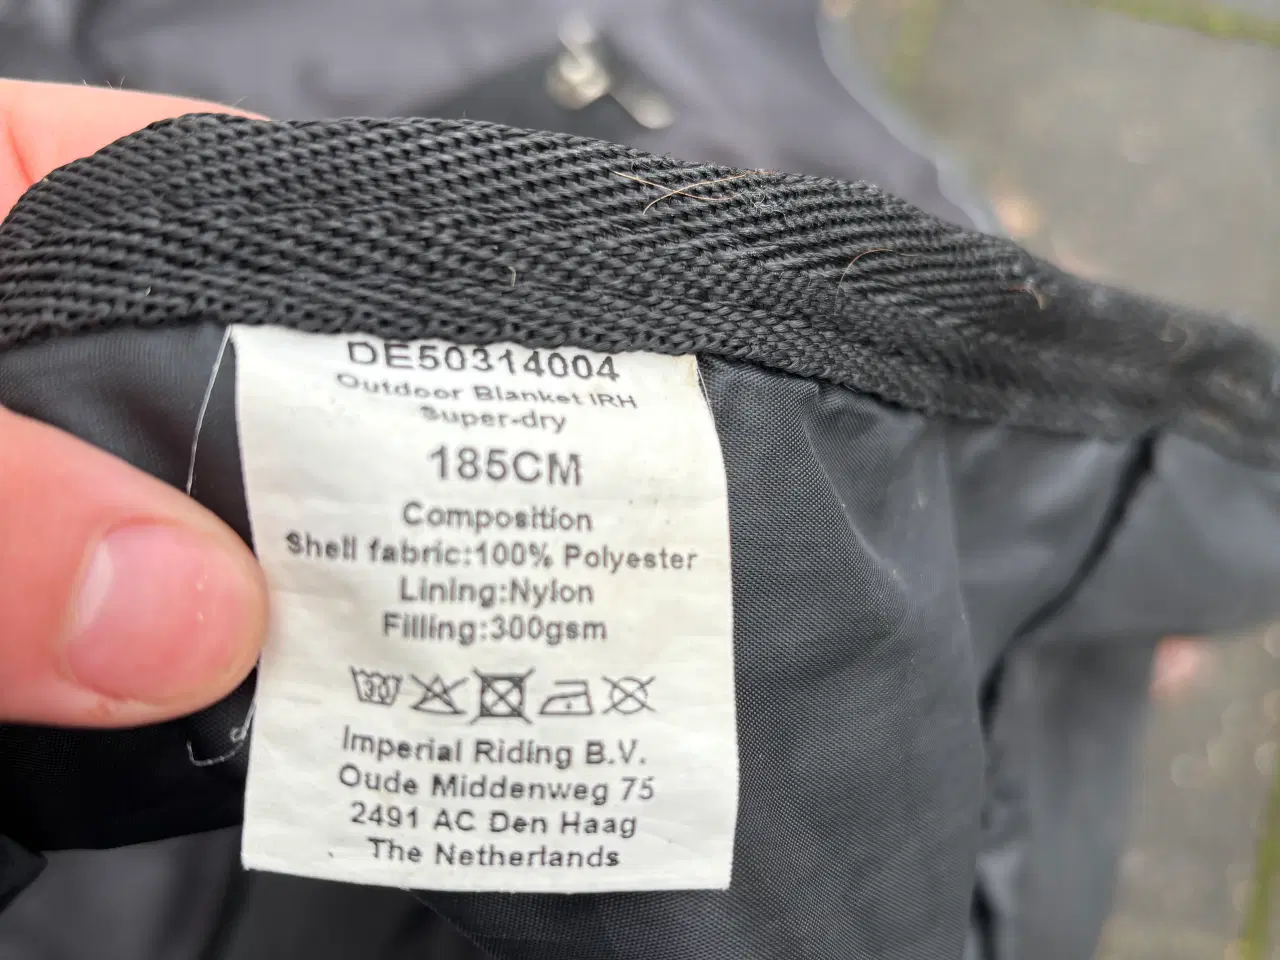 DE50314004
Outdoor Blanket IRH
Super-dry
185CM
Composition
Shell fabric:100% Polyester
Lining:Nylon
Filling:300gsm
30
Imperial Riding B.V.
Oude Middenweg 75
2491 AC Den Haag
The Netherlands